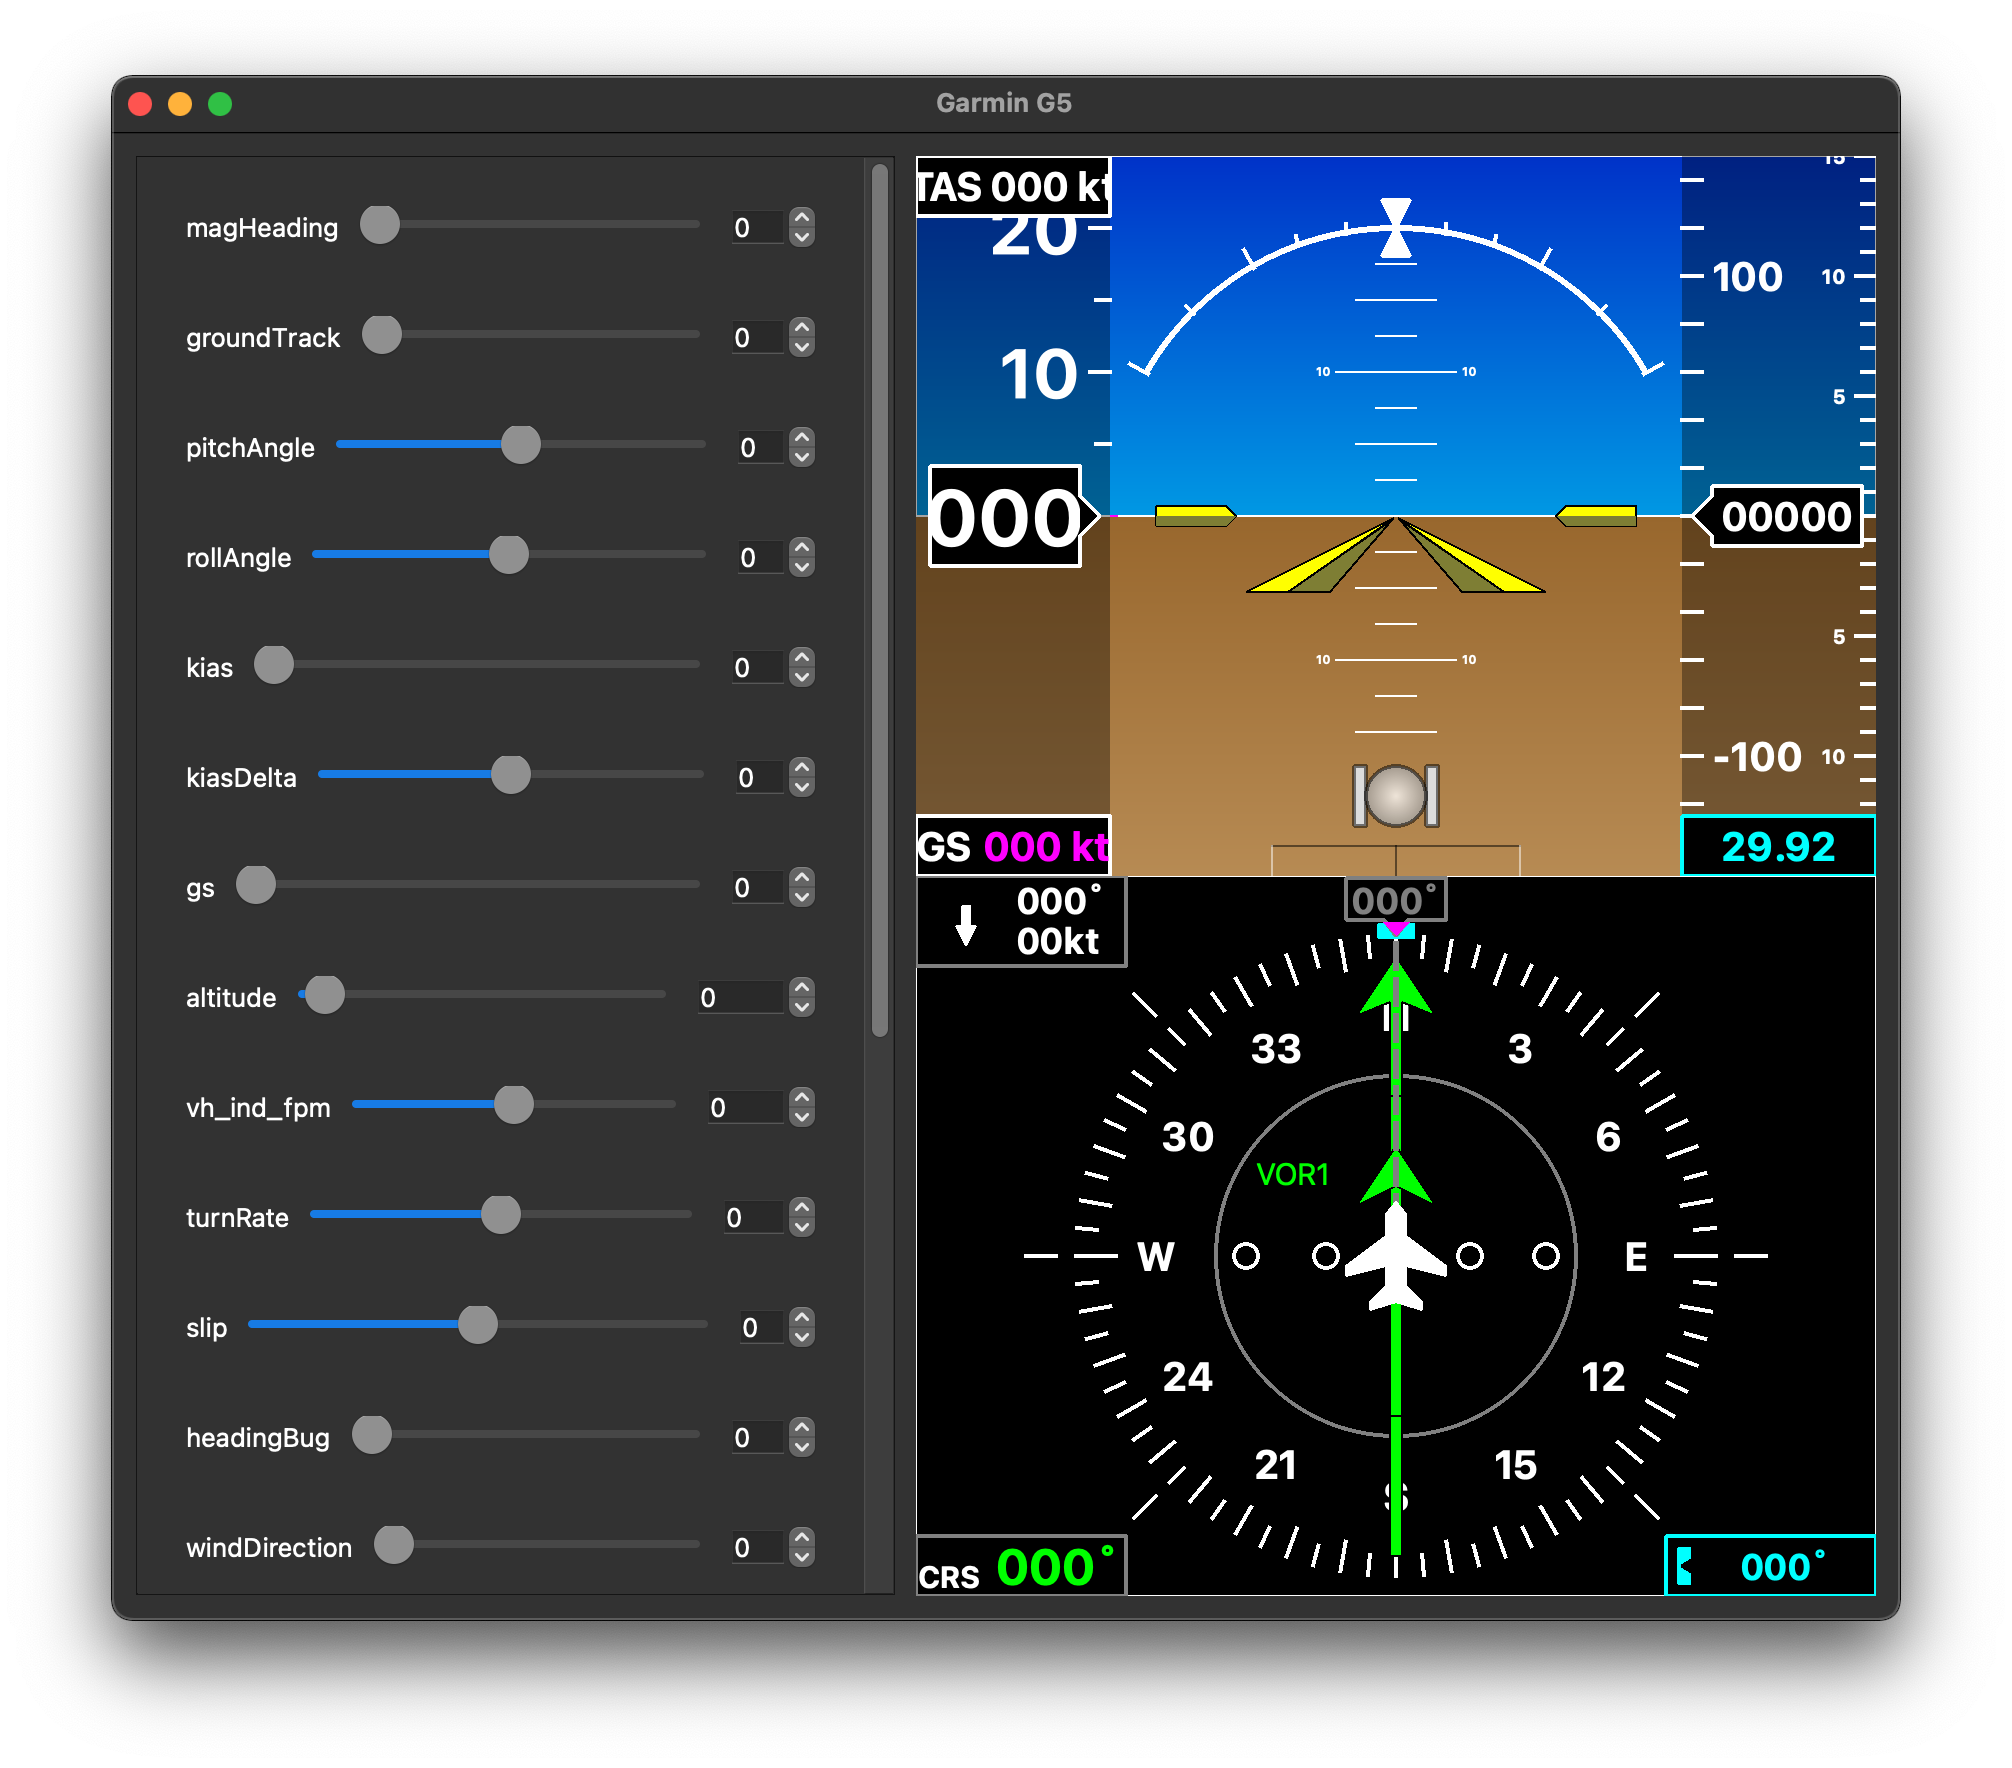 Garmin G5
magHeading 0
groundTrack 0
pitchAngle 0
rollAngle 0
kias 0
kiasDelta 0
gs 0
altitude 0
vh_ind_fpm 0
turnRate 0
slip 0
headingBug 0
windDirection 0
TAS 000 kt
20
10
000
GS 000 kt
10 10
10 10
15
100 10
5
00000
5
-100 10
29.92
000°
00kt
000°
33 3
30 6
VOR1
W E
24 12
21 15
S
CRS 000°
000°